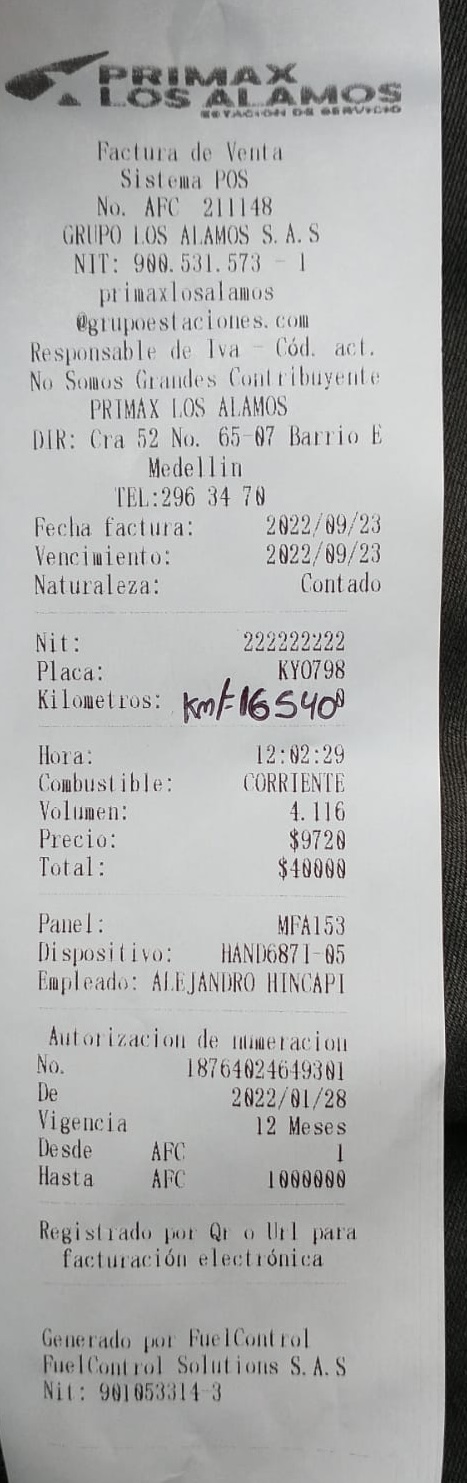 PRIMAX
LOS ALAMOS
ESTACION DE SERVICIO
Factura de Venta
Sistema POS
No. AFC 211148
GRUPO LOS ALAMOS S.A.S
NIT: 900.531.573 - 1
primaxlosalamos
@grupoestaciones.com
Responsable de Iva - Cód. act.
No Somos Grandes Contribuyente
PRIMAX LOS ALAMOS
DIR: Cra 52 No. 65-07 Barrio E
Medellin
TEL:296 34 70
Fecha factura: 2022/09/23
Vencimiento: 2022/09/23
Naturaleza: Contado
Nit: 222222222
Placa: KYO798
Kilometros: Km/: 16540
Hora: 12:02:29
Combustible: CORRIENTE
Volumen: 4.116
Precio: $9720
Total: $40000
Panel: MFA153
Dispositivo: HAND6871-05
Empleado: ALEJANDRO HINCAPI
Autorizacion de numeracion
No. 18764024649301
De 2022/01/28
Vigencia 12 Meses
Desde AFC 1
Hasta AFC 1000000
Registrado por Qr o Url para
facturación electrónica
Generado por FuelControl
FuelControl Solutions S.A.S
Nit: 901053314-3